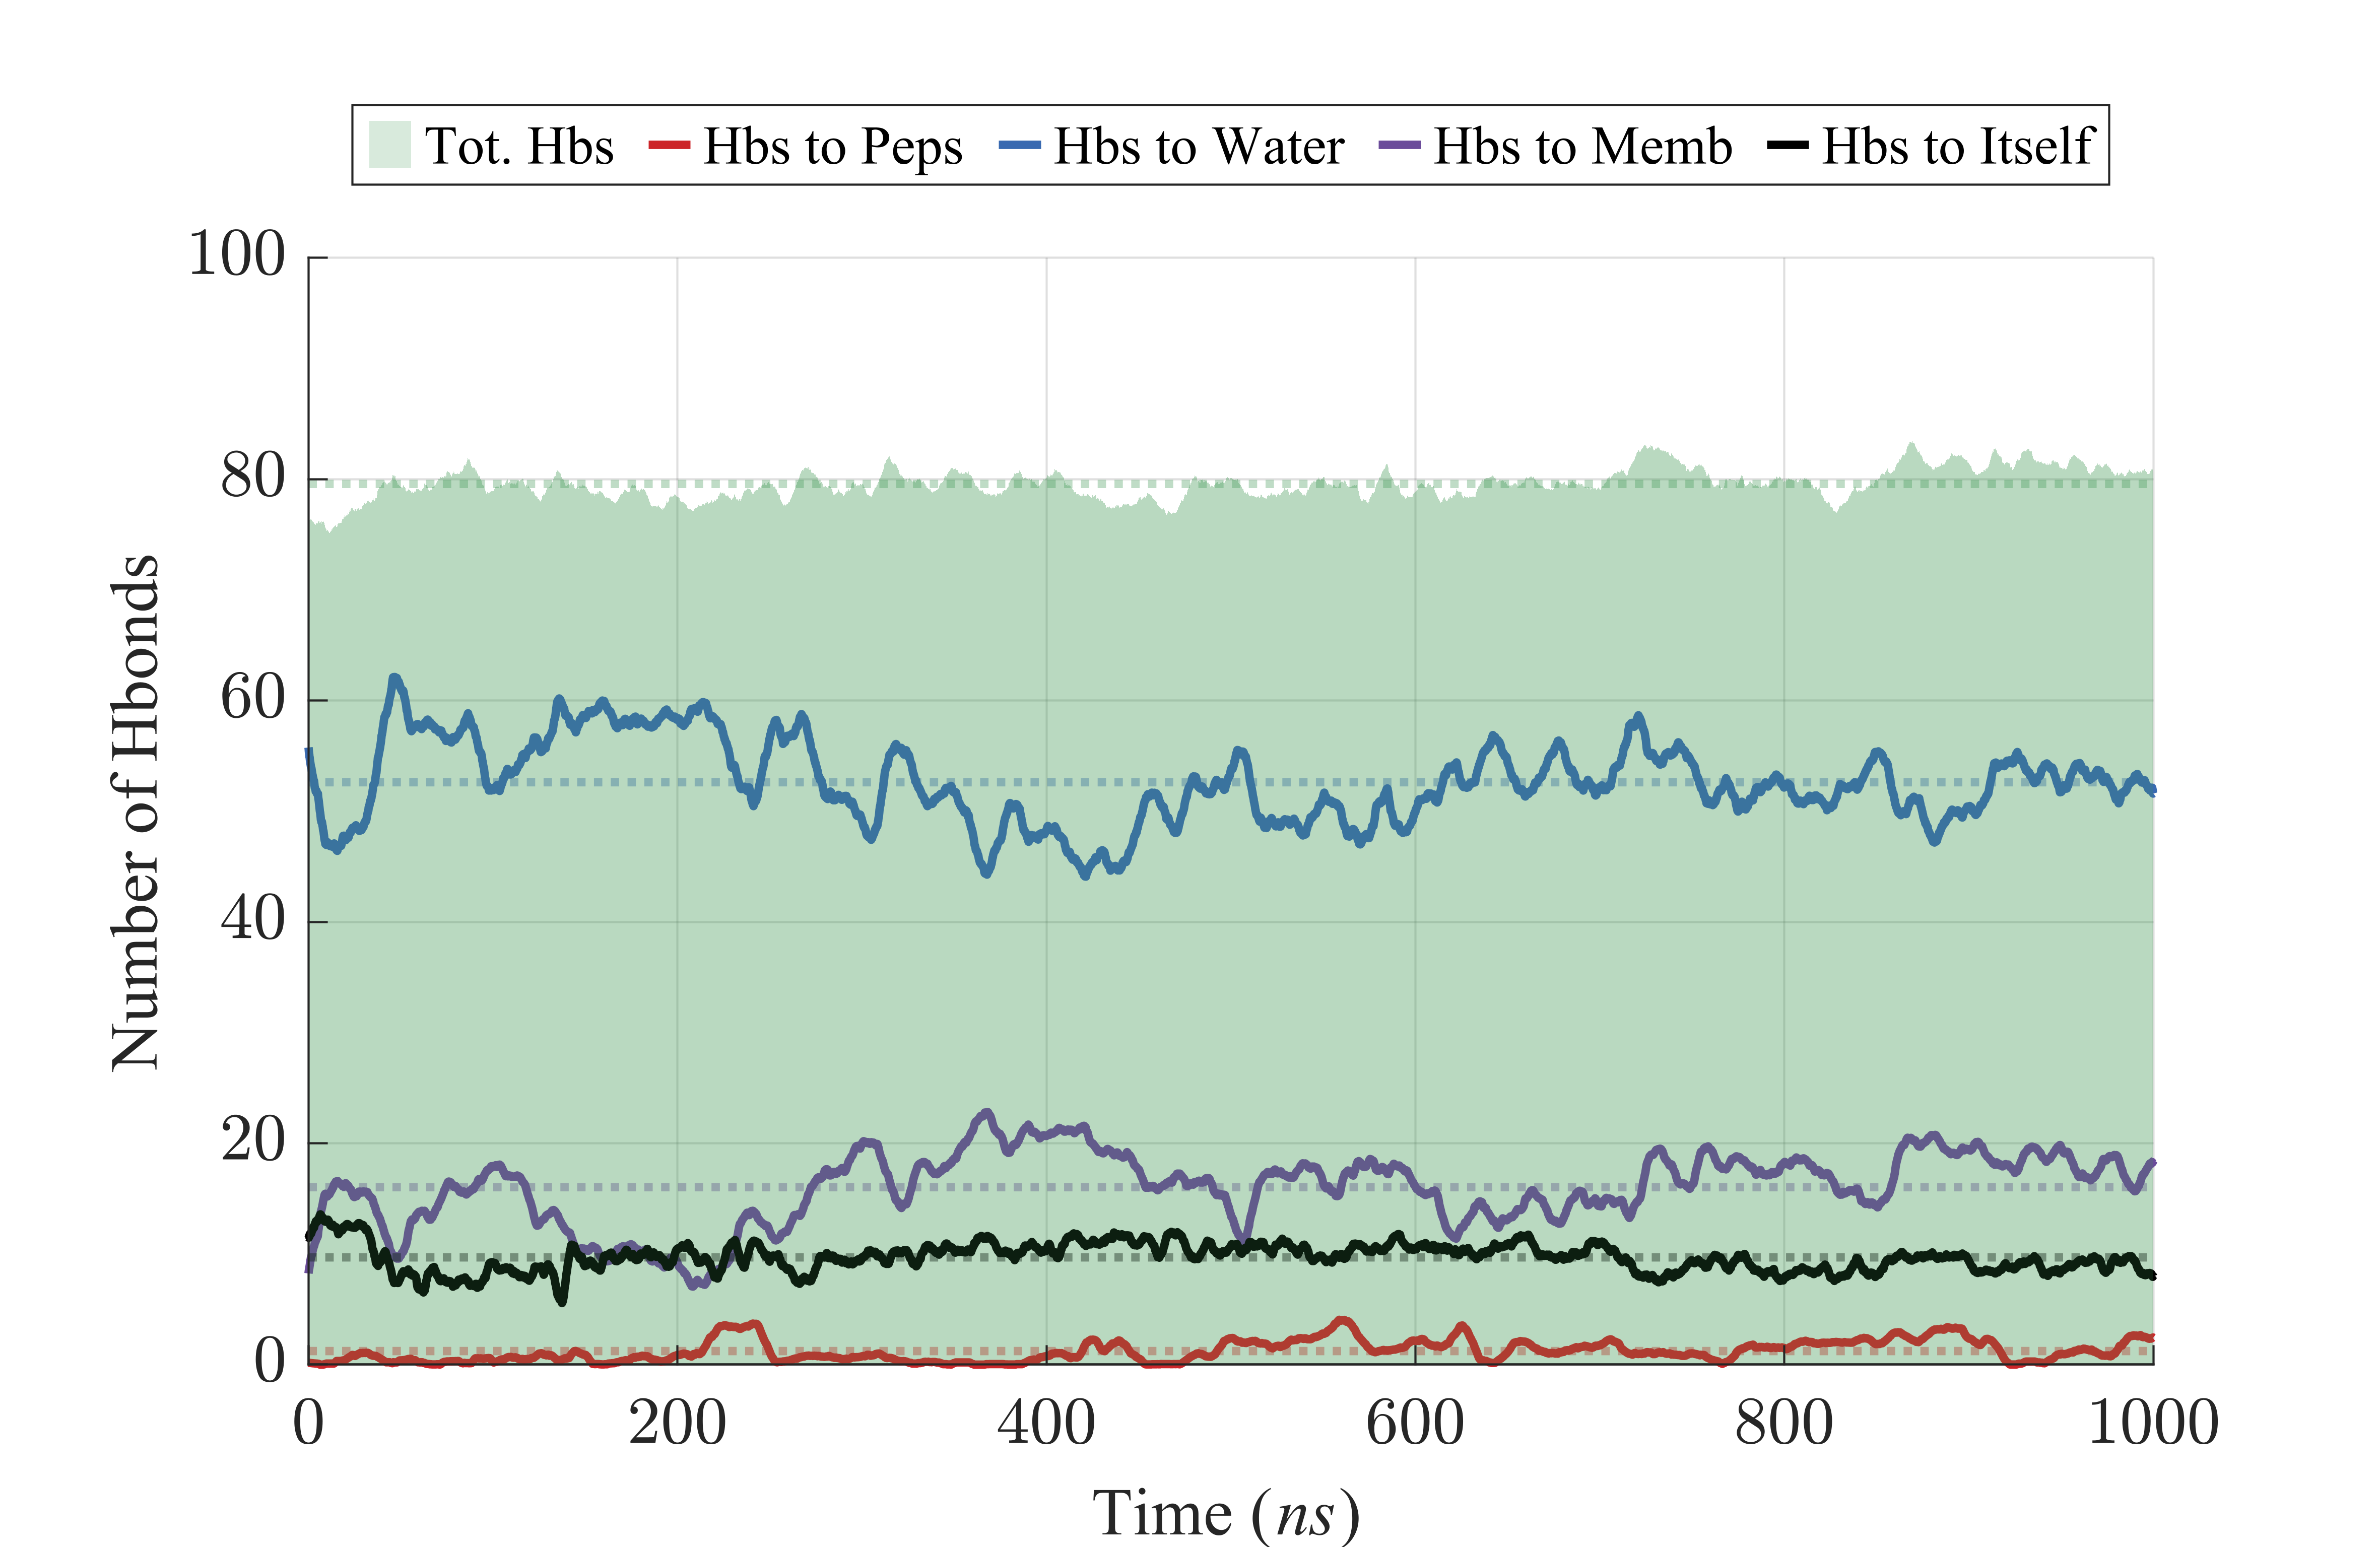 Tot. Hbs Hbs to Peps Hbs to Water Hbs to Memb Hbs to Itself
100
80
60
40
20
0
Number of Hbonds
0 200 400 600 800 1000
Time (ns)